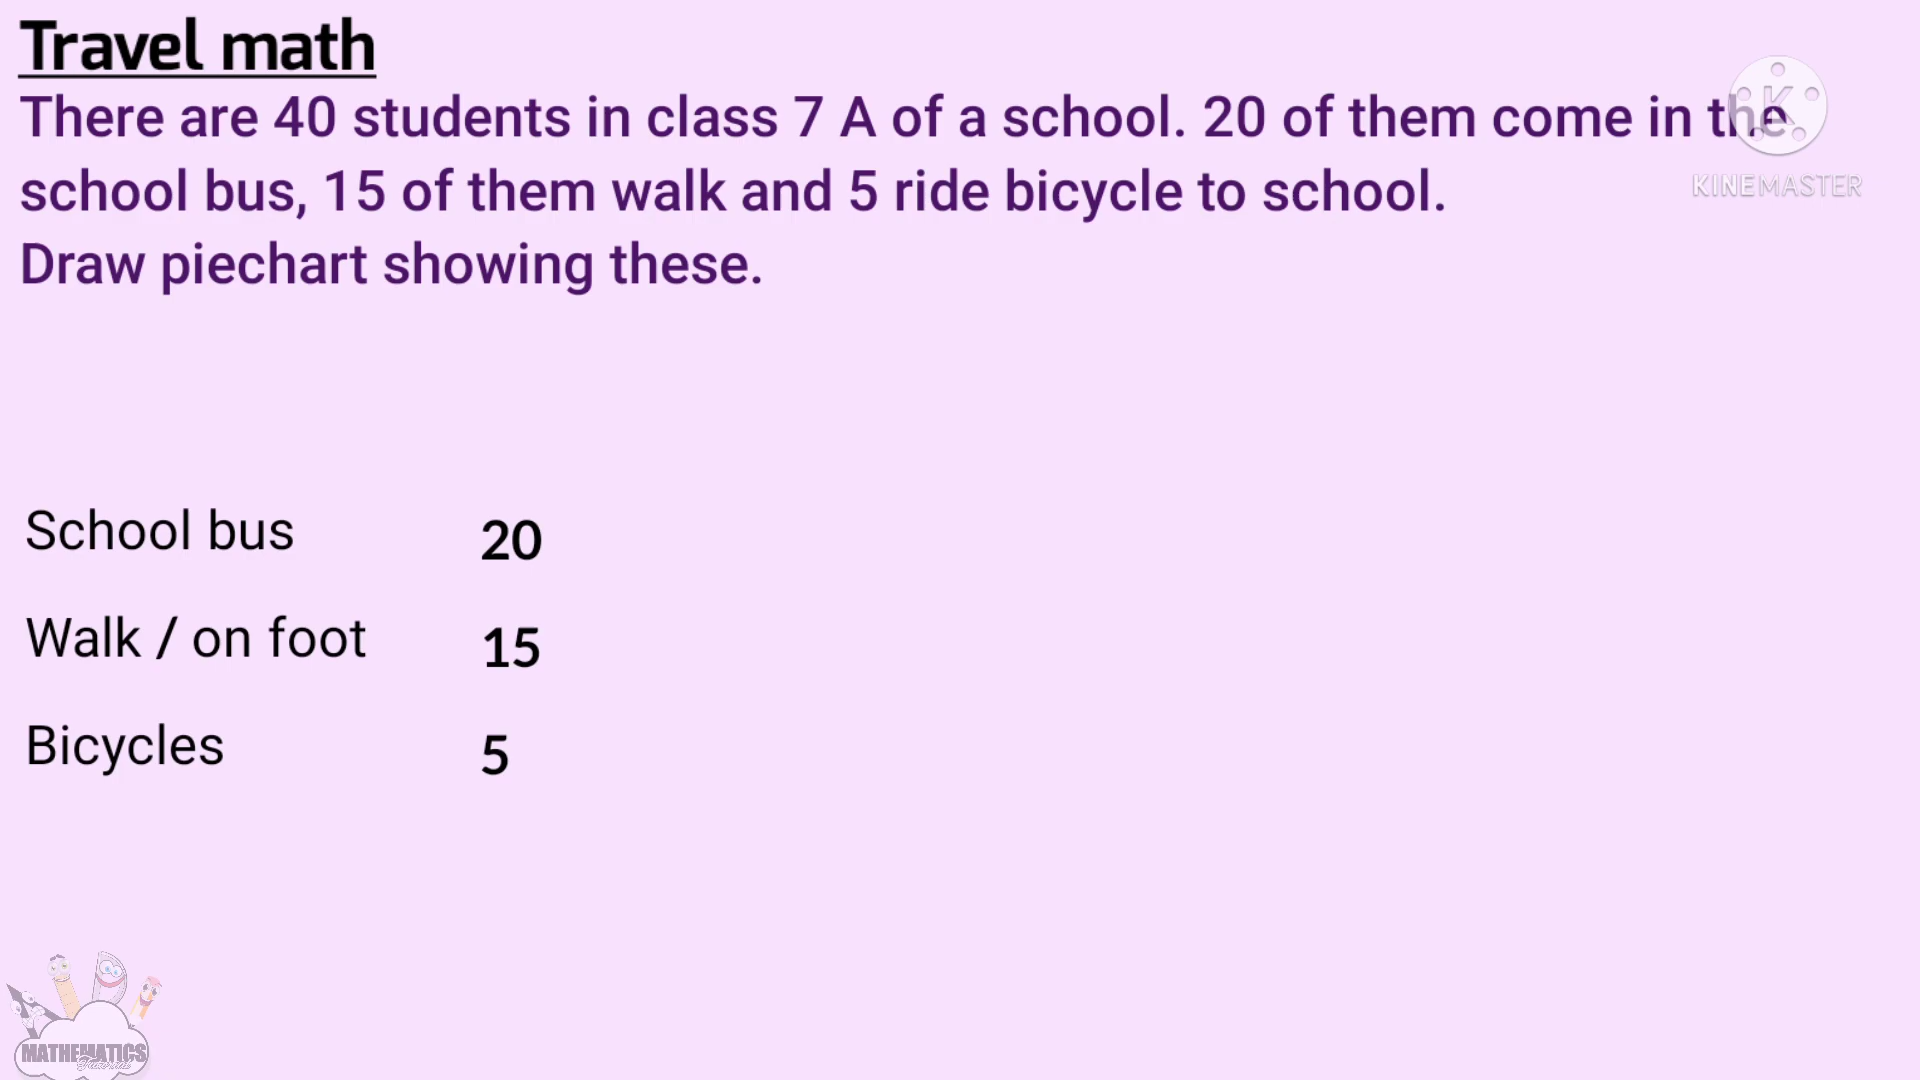 Travel math
There are 40 students in class 7 A of a school. 20 of them come in the
school bus, 15 of them walk and 5 ride bicycle to school.
KINEMASTER
Draw piechart showing these.
School bus 20
Walk / on foot 15
Bicycles 5
MATHEMATICS
Tutorial